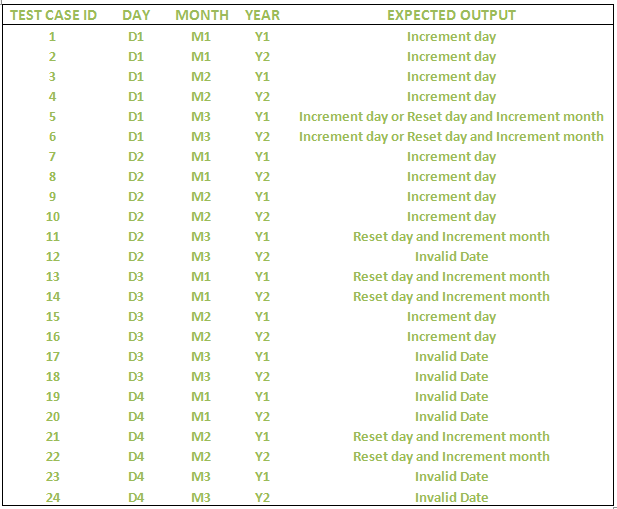 TEST CASE ID DAY MONTH YEAR EXPECTED OUTPUT
1 D1 M1 Y1 Increment day
2 D1 M1 Y2 Increment day
3 D1 M2 Y1 Increment day
4 D1 M2 Y2 Increment day
5 D1 M3 Y1 Increment day or Reset day and Increment month
6 D1 M3 Y2 Increment day or Reset day and Increment month
7 D2 M1 Y1 Increment day
8 D2 M1 Y2 Increment day
9 D2 M2 Y1 Increment day
10 D2 M2 Y2 Increment day
11 D2 M3 Y1 Reset day and Increment month
12 D2 M3 Y2 Invalid Date
13 D3 M1 Y1 Reset day and Increment month
14 D3 M1 Y2 Reset day and Increment month
15 D3 M2 Y1 Increment day
16 D3 M2 Y2 Increment day
17 D3 M3 Y1 Invalid Date
18 D3 M3 Y2 Invalid Date
19 D4 M1 Y1 Invalid Date
20 D4 M1 Y2 Invalid Date
21 D4 M2 Y1 Reset day and Increment month
22 D4 M2 Y2 Reset day and Increment month
23 D4 M3 Y1 Invalid Date
24 D4 M3 Y2 Invalid Date